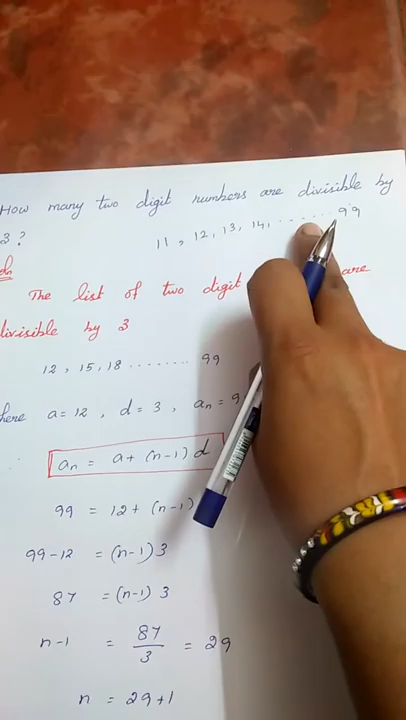 How many two digit numbers are divisible by
3 ?
11 , 12 , 13 , 14 , ....... 99
The list of two digit are
divisible by 3
12 , 15 , 18 ........ 99
here a = 12 , d = 3 , an = 9
∴ an = a + (n-1) d
99 = 12 + (n-1)
99-12 = (n-1) 3
87 = (n-1) 3
n-1 = 87/3 = 29
n = 29+1